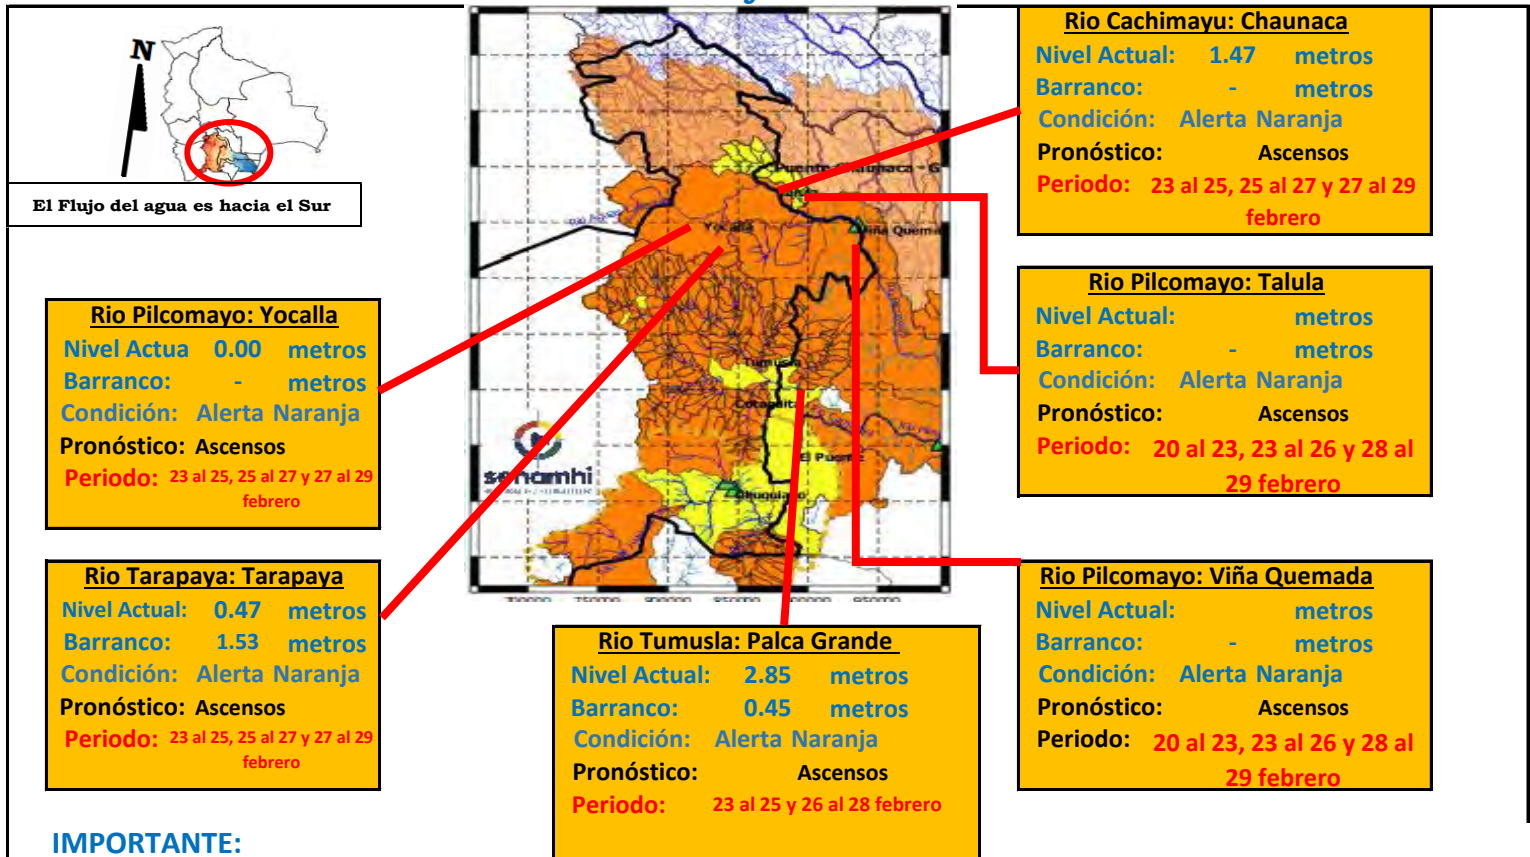 N
El Flujo del agua es hacia el Sur
Rio Pilcomayo: Yocalla
Nivel Actua 0.00 metros
Barranco: - metros
Condición: Alerta Naranja
Pronóstico: Ascensos
Periodo: 23 al 25, 25 al 27 y 27 al 29
febrero
Rio Tarapaya: Tarapaya
Nivel Actual: 0.47 metros
Barranco: 1.53 metros
Condición: Alerta Naranja
Pronóstico: Ascensos
Periodo: 23 al 25, 25 al 27 y 27 al 29
febrero
Yocalla
Viña Quema
Tumusla
Cotagaita
El Puente
Chuquiago
senamhi
Rio Tumusla: Palca Grande
Nivel Actual: 2.85 metros
Barranco: 0.45 metros
Condición: Alerta Naranja
Pronóstico: Ascensos
Periodo: 23 al 25 y 26 al 28 febrero
Rio Cachimayu: Chaunaca
Nivel Actual: 1.47 metros
Barranco: - metros
Condición: Alerta Naranja
Pronóstico: Ascensos
Periodo: 23 al 25, 25 al 27 y 27 al 29
febrero
Rio Pilcomayo: Talula
Nivel Actual: metros
Barranco: - metros
Condición: Alerta Naranja
Pronóstico: Ascensos
Periodo: 20 al 23, 23 al 26 y 28 al
29 febrero
Rio Pilcomayo: Viña Quemada
Nivel Actual: metros
Barranco: - metros
Condición: Alerta Naranja
Pronóstico: Ascensos
Periodo: 20 al 23, 23 al 26 y 28 al
29 febrero
IMPORTANTE: